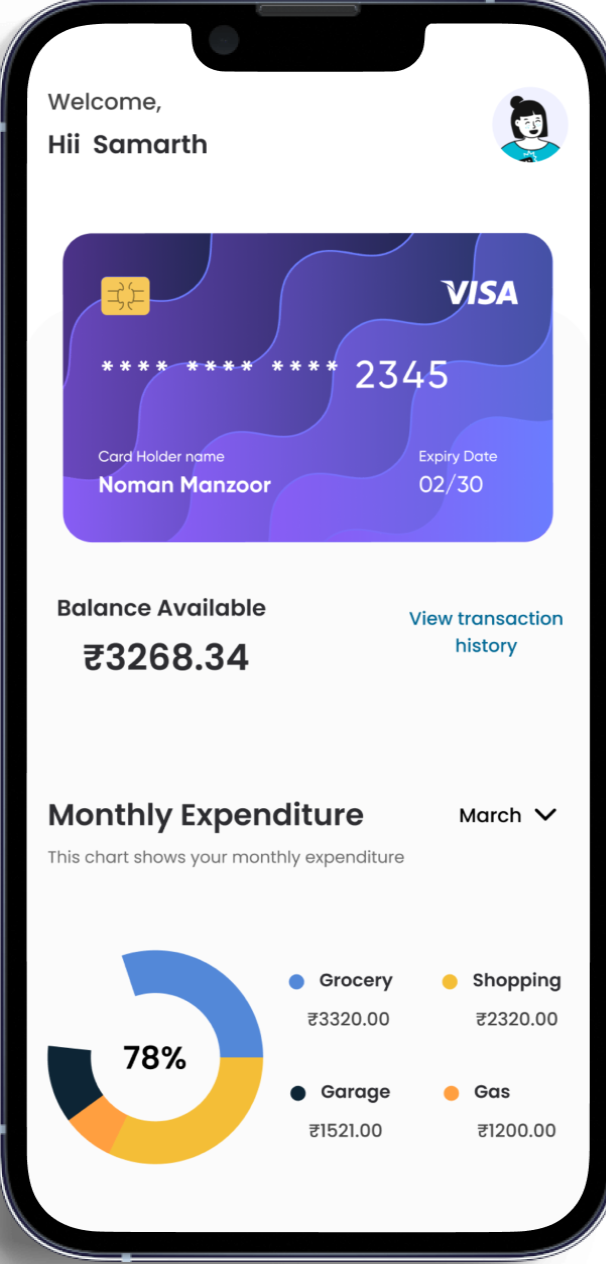 Welcome,
Hii Samarth
VISA
**** **** **** 2345
Card Holder name
Noman Manzoor
Expiry Date
02/30
Balance Available
₹3268.34
View transaction
history
Monthly Expenditure
March
This chart shows your monthly expenditure
78%
Grocery
₹3320.00
Shopping
₹2320.00
Garage
₹1521.00
Gas
₹1200.00